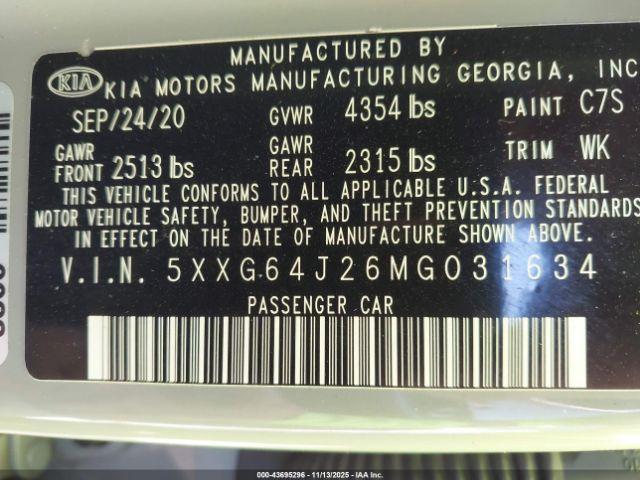 MANUFACTURED BY
KIA KIA MOTORS MANUFACTURING GEORGIA, INC
SEP/24/20 GVWR 4354 lbs PAINT C7S
GAWR FRONT 2513 lbs GAWR REAR 2315 lbs TRIM WK
THIS VEHICLE CONFORMS TO ALL APPLICABLE U.S.A. FEDERAL
MOTOR VEHICLE SAFETY, BUMPER, AND THEFT PREVENTION STANDARDS
IN EFFECT ON THE DATE OF MANUFACTURE SHOWN ABOVE.
V.I.N. 5XXG64J26MG031634
PASSENGER CAR
000-43695296 - 11/13/2025 - IAA Inc.